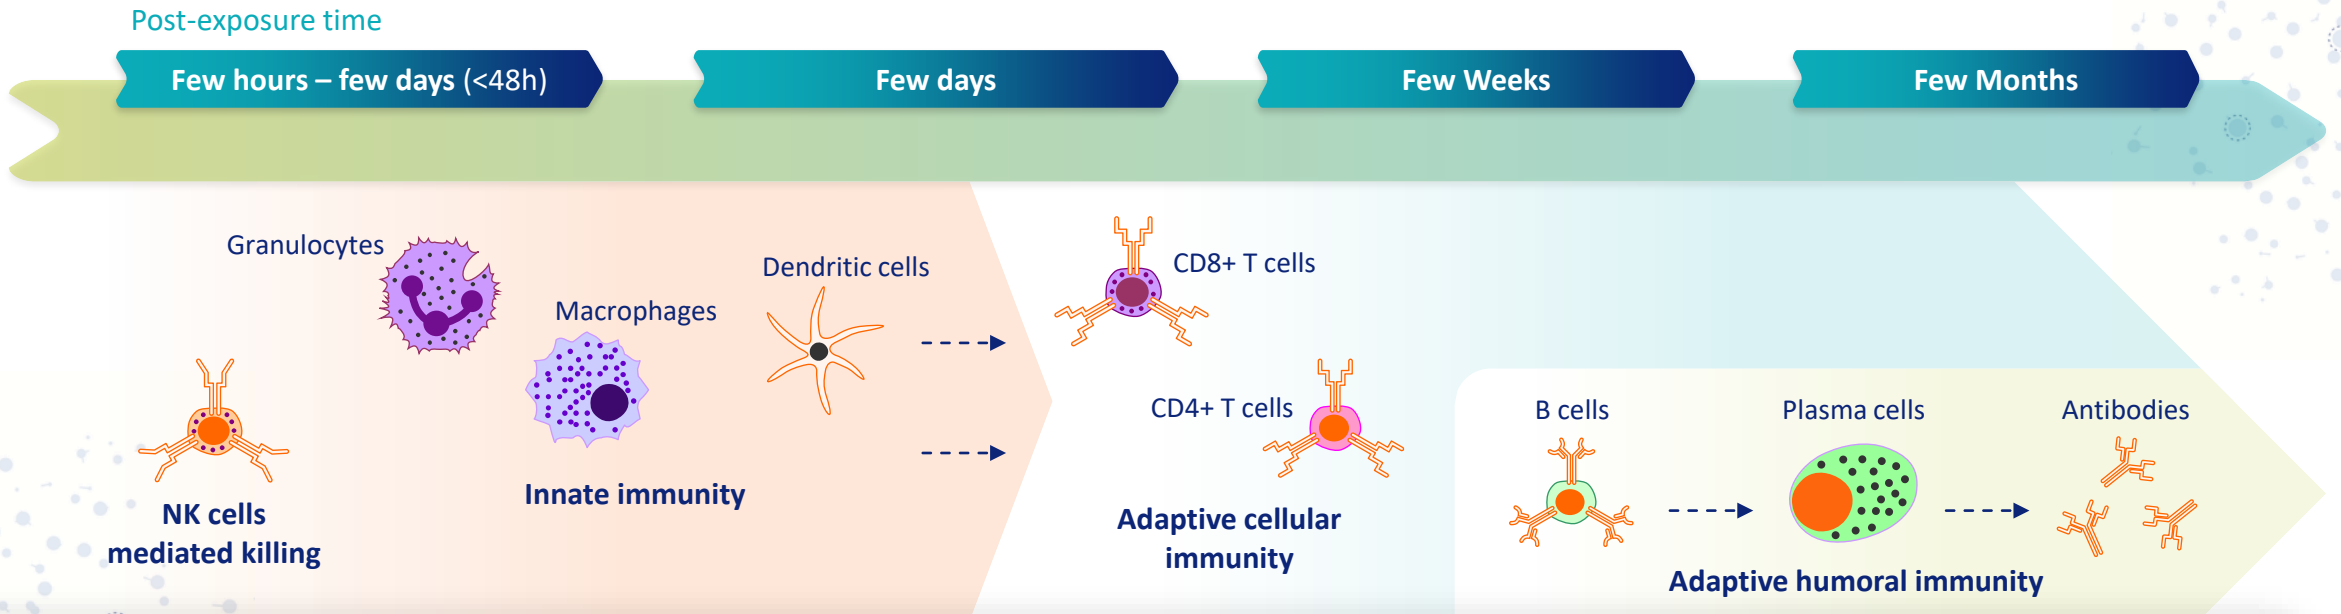 Post-exposure time
Few hours – few days (<48h)
Few days
Few Weeks
Few Months
Granulocytes
Macrophages
Dendritic cells
NK cells
mediated killing
Innate immunity
CD8+ T cells
CD4+ T cells
Adaptive cellular
immunity
B cells
Plasma cells
Antibodies
Adaptive humoral immunity